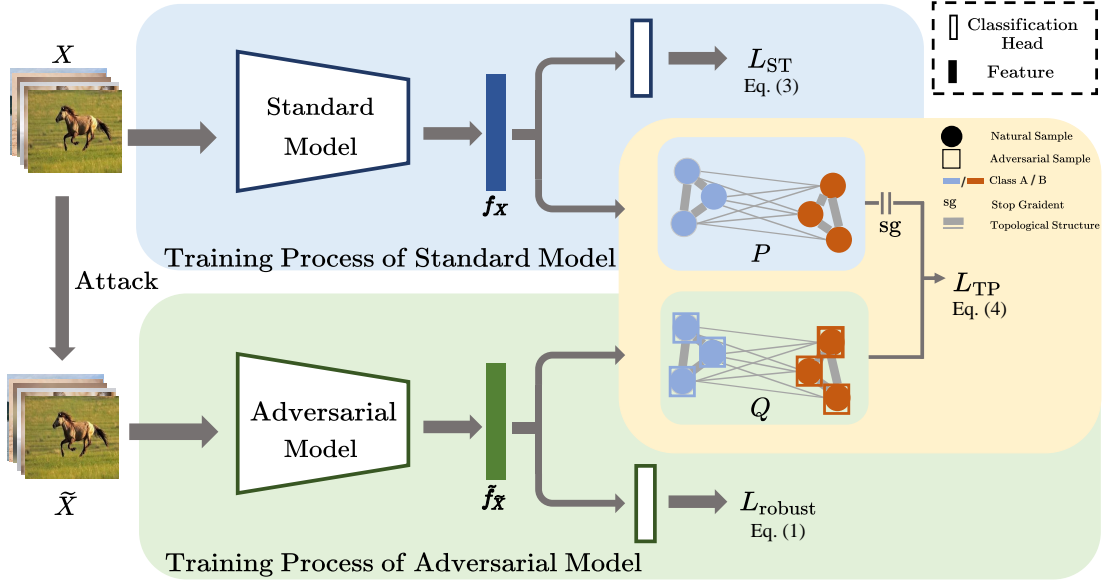 X
Standard
Model
f_X
L_ST
Eq. (3)
Classification
Head
Feature
Natural Sample
Adversarial Sample
Class A / B
sg
Stop Graident
Topological Structure
P
sg
Training Process of Standard Model
Attack
L_TP
Eq. (4)
Adversarial
Model
f̃_X̃
Q
X̃
L_robust
Eq. (1)
Training Process of Adversarial Model